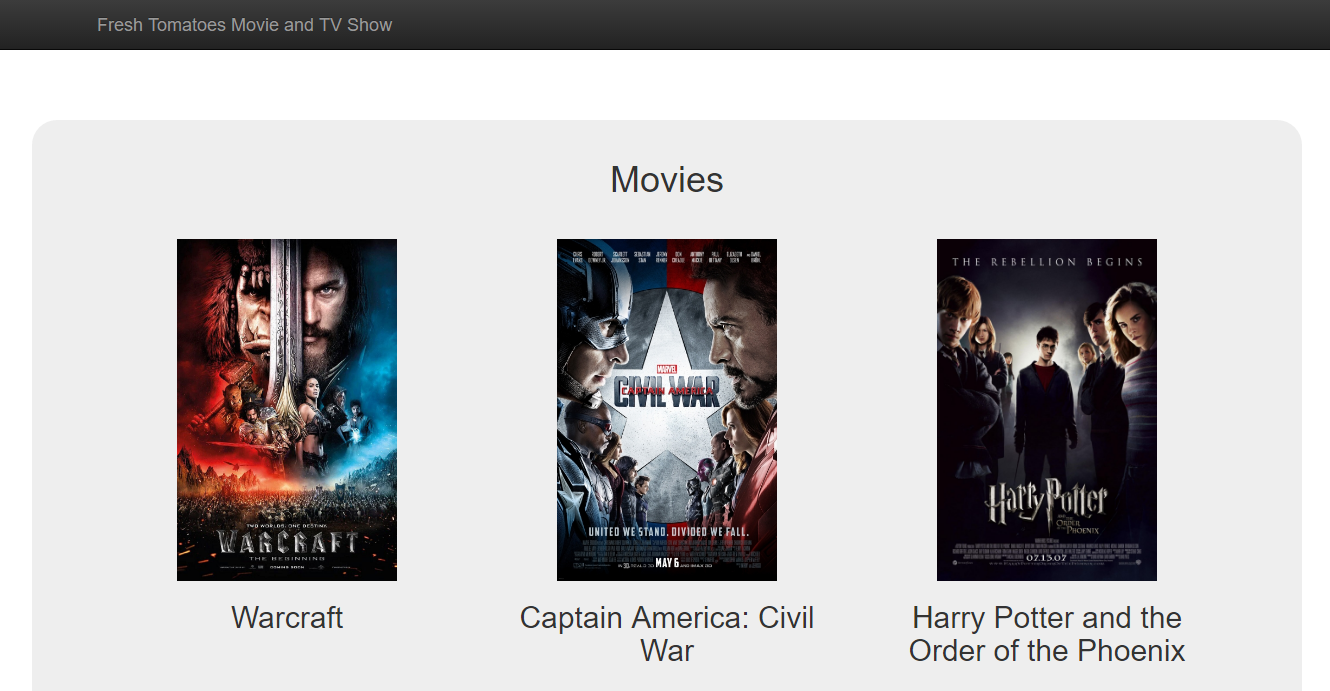 Fresh Tomatoes Movie and TV Show
Movies
TWO WORLDS. ONE DESTINY.
WARCRAFT
THE BEGINNING
COMING SOON
MARVEL
CAPTAIN AMERICA
CIVIL WAR
UNITED WE STAND. DIVIDED WE FALL.
MAY 6
THE REBELLION BEGINS
Harry Potter
AND THE
ORDER
OF THE
PHOENIX
07.13.07
Warcraft
Captain America: Civil
War
Harry Potter and the
Order of the Phoenix